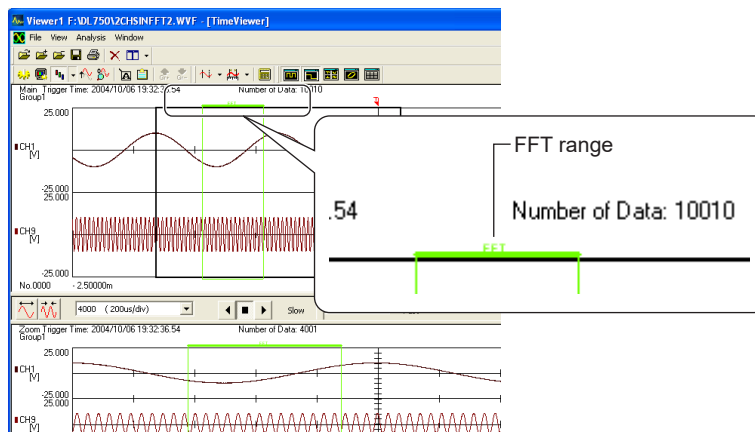 Viewer1 F:\DL750\2CHSINFFT2.WVF - [TimeViewer]
File View Analysis Window
Main Trigger Time: 2004/10/06 19:32:36.54 Number of Data: 10010
Group1
25.000
CH1
[V]
-25.000
25.000
CH9
[V]
-25.000
No.0000 -2.50000m
FFT range
.54 Number of Data: 10010
FFT
4000 (200us/div) Slow
Zoom Trigger Time: 2004/10/06 19:32:36.54 Number of Data: 4001
Group1
25.000
CH1
[V]
-25.000
25.000
CH9
[V]